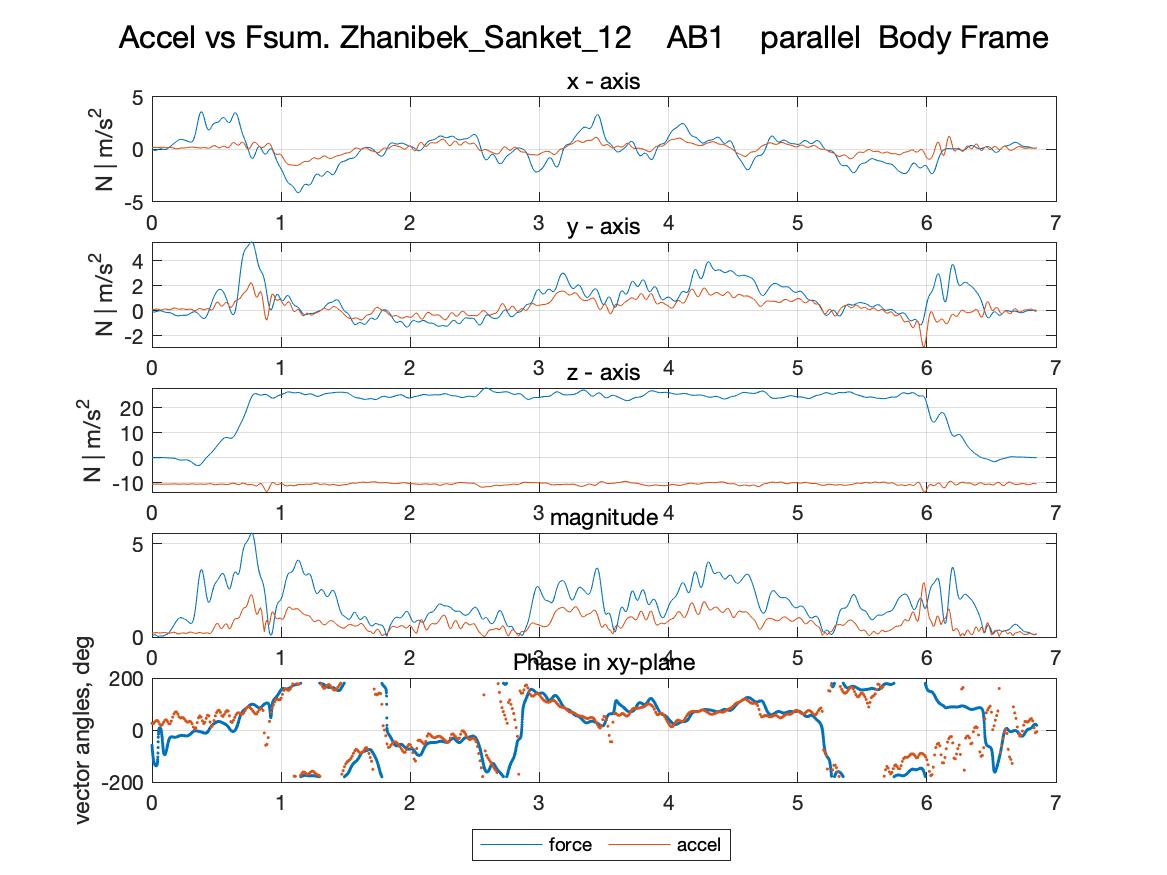 Accel vs Fsum. Zhanibek_Sanket_12 AB1 parallel Body Frame
x - axis
5
0
-5
N | m/s²
0 1 2 3 4 5 6 7
y - axis
4
2
0
-2
N | m/s²
0 1 2 3 4 5 6 7
z - axis
20
10
0
-10
N | m/s²
0 1 2 3 4 5 6 7
magnitude
5
0
0 1 2 3 4 5 6 7
Phase in xy-plane
200
0
-200
vector angles, deg
0 1 2 3 4 5 6 7
force accel